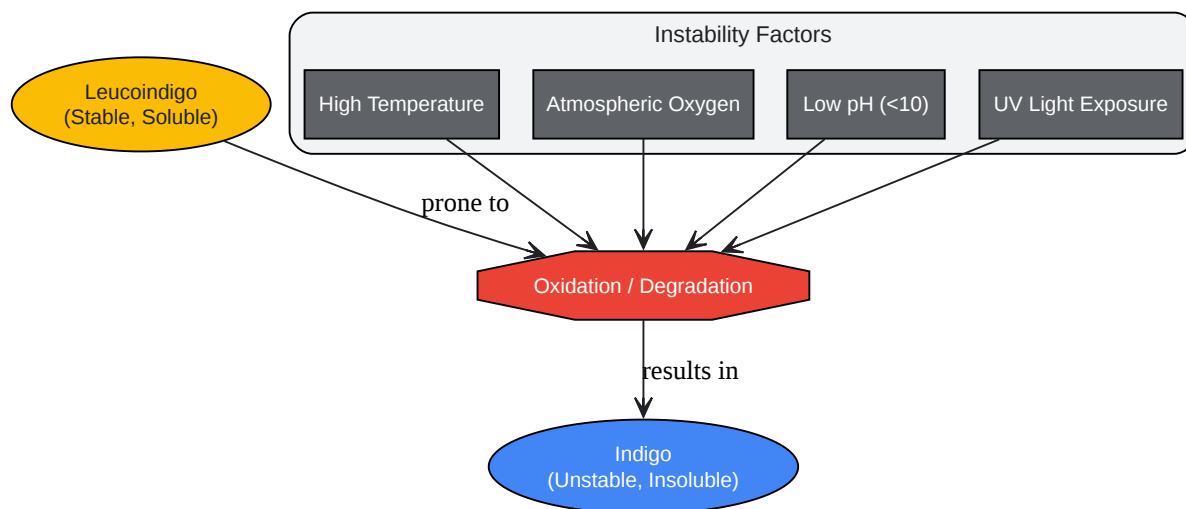 Instability Factors
Leucoindigo
(Stable, Soluble)
High Temperature
Atmospheric Oxygen
Low pH (<10)
UV Light Exposure
prone to
Oxidation / Degradation
results in
Indigo
(Unstable, Insoluble)